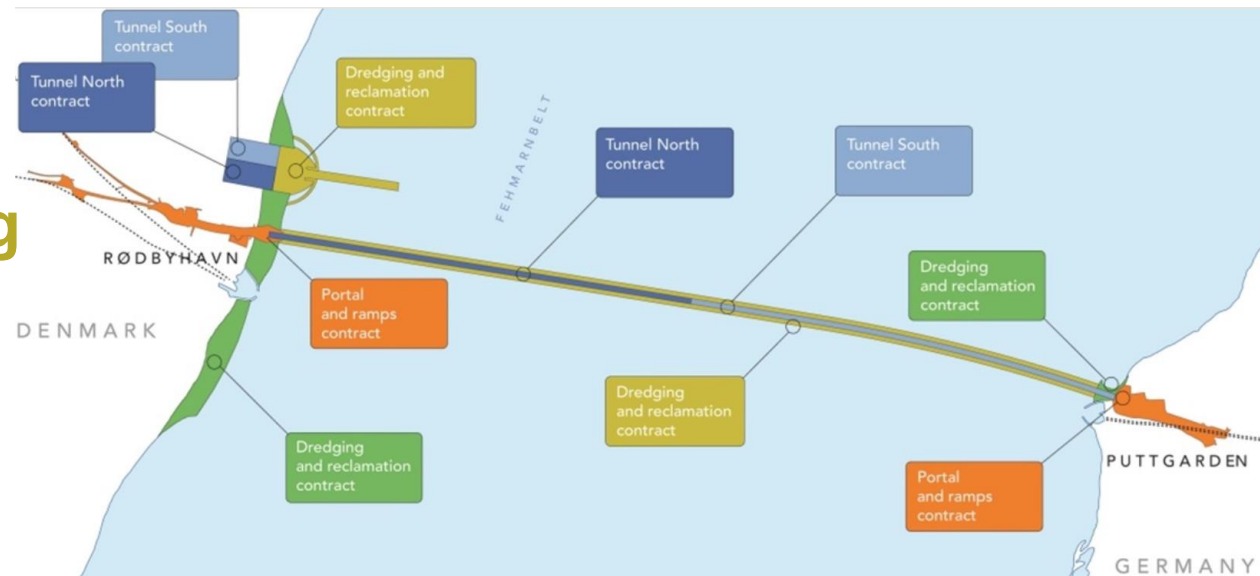 Tunnel South
contract
Tunnel North
contract
Dredging and
reclamation
contract
FEHMARNBELT
Tunnel North
contract
Tunnel South
contract
g
RØDBYHAVN
DENMARK
Portal
and ramps
contract
Dredging
and reclamation
contract
Dredging
and reclamation
contract
Dredging
and reclamation
contract
PUTTGARDEN
Portal
and ramps
contract
GERMANY